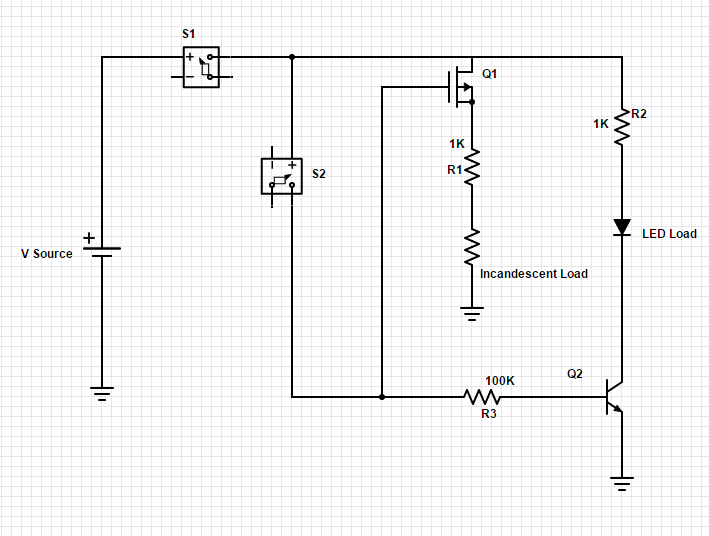 S1
Q1
R2
1K
1K
R1
S2
LED Load
V Source
Incandescent Load
Q2
100K
R3